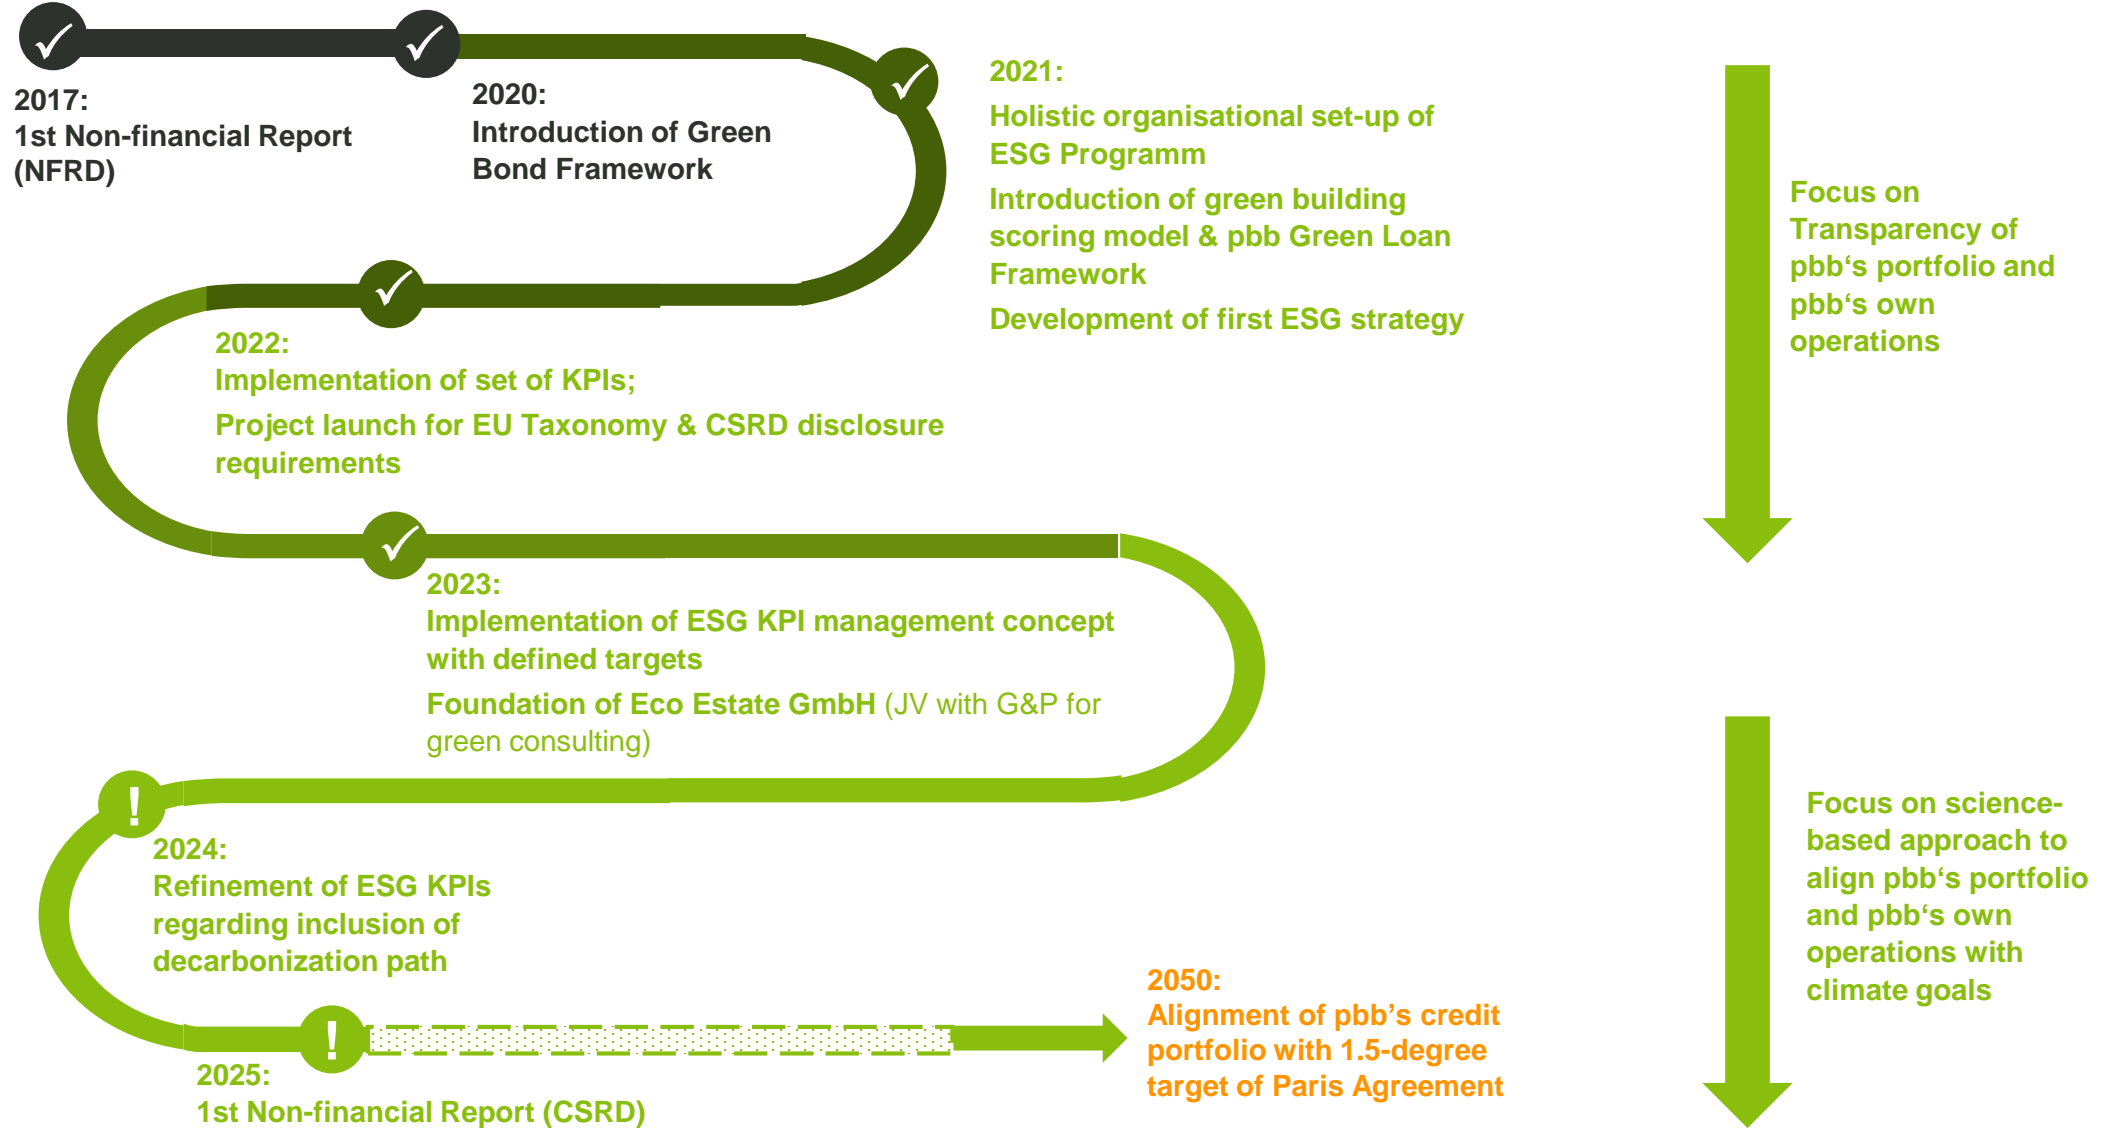 2017:
1st Non-financial Report
(NFRD)
2020:
Introduction of Green
Bond Framework
2021:
Holistic organisational set-up of
ESG Programm
Introduction of green building
scoring model & pbb Green Loan
Framework
Development of first ESG strategy
Focus on
Transparency of
pbb‘s portfolio and
pbb‘s own
operations
2022:
Implementation of set of KPIs;
Project launch for EU Taxonomy & CSRD disclosure
requirements
2023:
Implementation of ESG KPI management concept
with defined targets
Foundation of Eco Estate GmbH (JV with G&P for
green consulting)
!
2024:
Refinement of ESG KPIs
regarding inclusion of
decarbonization path
Focus on science-
based approach to
align pbb‘s portfolio
and pbb‘s own
operations with
climate goals
!
2025:
1st Non-financial Report (CSRD)
2050:
Alignment of pbb’s credit
portfolio with 1.5-degree
target of Paris Agreement